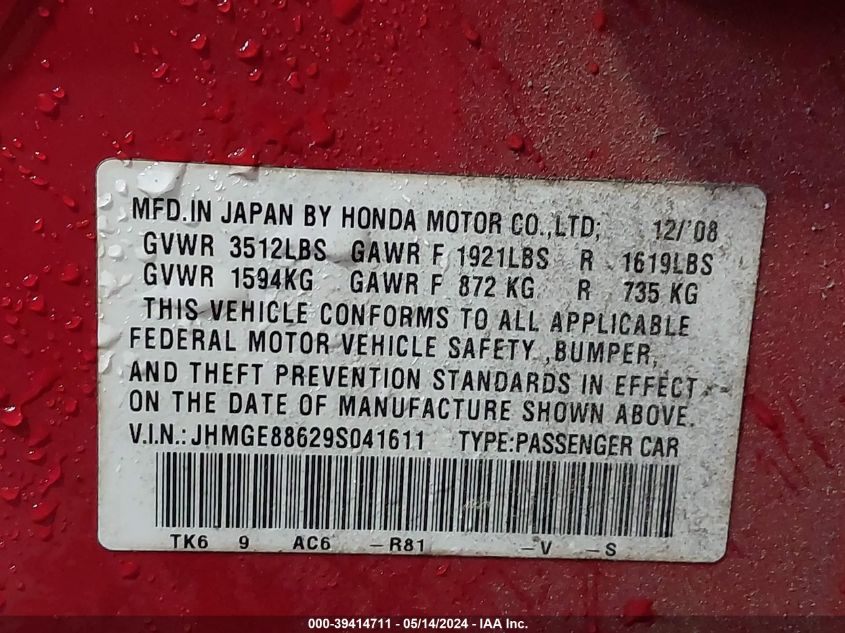 MFD.IN JAPAN BY HONDA MOTOR CO.,LTD; 12/'08
GVWR 3512LBS GAWR F 1921LBS R 1619LBS
GVWR 1594KG GAWR F 872 KG R 735 KG
THIS VEHICLE CONFORMS TO ALL APPLICABLE
FEDERAL MOTOR VEHICLE SAFETY ,BUMPER,
AND THEFT PREVENTION STANDARDS IN EFFECT
ON THE DATE OF MANUFACTURE SHOWN ABOVE.
V.I.N.: JHMGE88629S041611 TYPE:PASSENGER CAR
TK6 9 AC6 –R81 –V –S
000-39414711 - 05/14/2024 - IAA Inc.